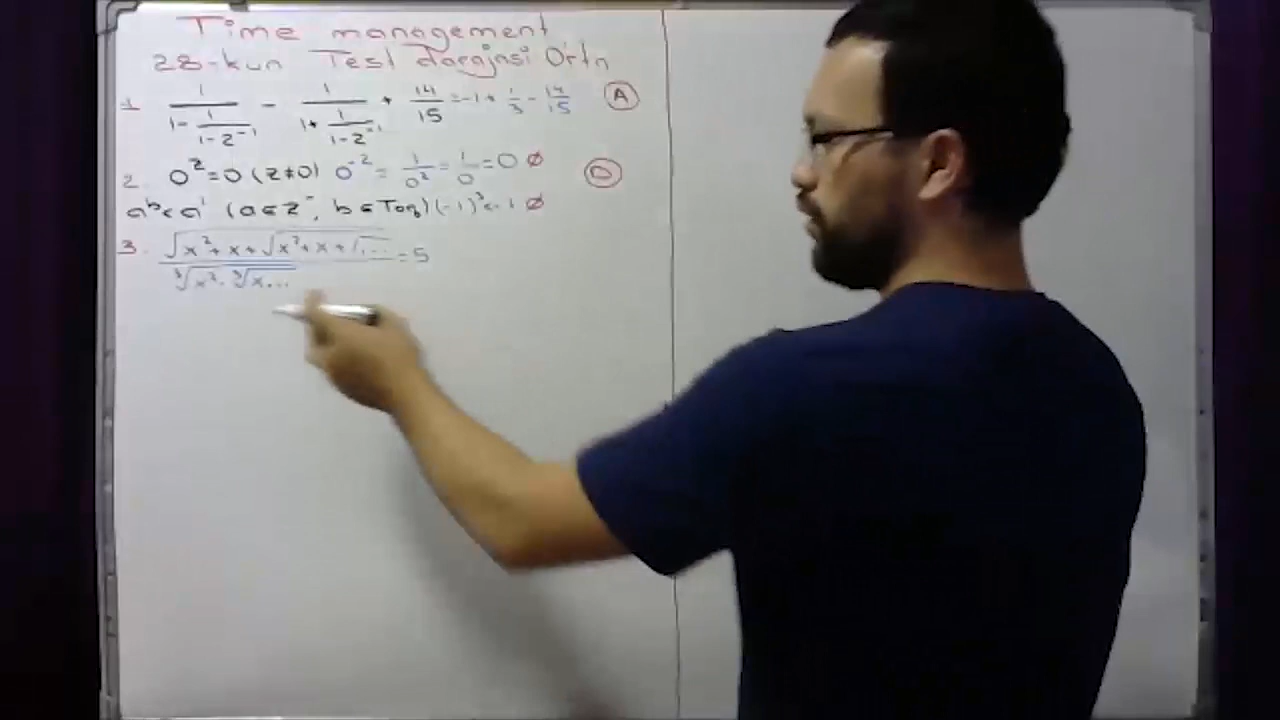 Time management
28-kun Test darajasi O'rta
1. 1/(1 - 1/(1-2⁻¹)) - 1/(1 + 1/(1-2⁻¹)) + 14/15 = -1 + 1/3 - 14/15 (A)
2. 0² = 0 (z≠0) 0⁻² = 1/0² = 1/0 = 0 ∅ (D)
aᵇ < a¹ (a ∈ Z⁻, b ∈ Toq) (-1)³ < -1 ∅
3. √(x² + x + √(x² + x + √... = 5
∛(x² · ∛(x...